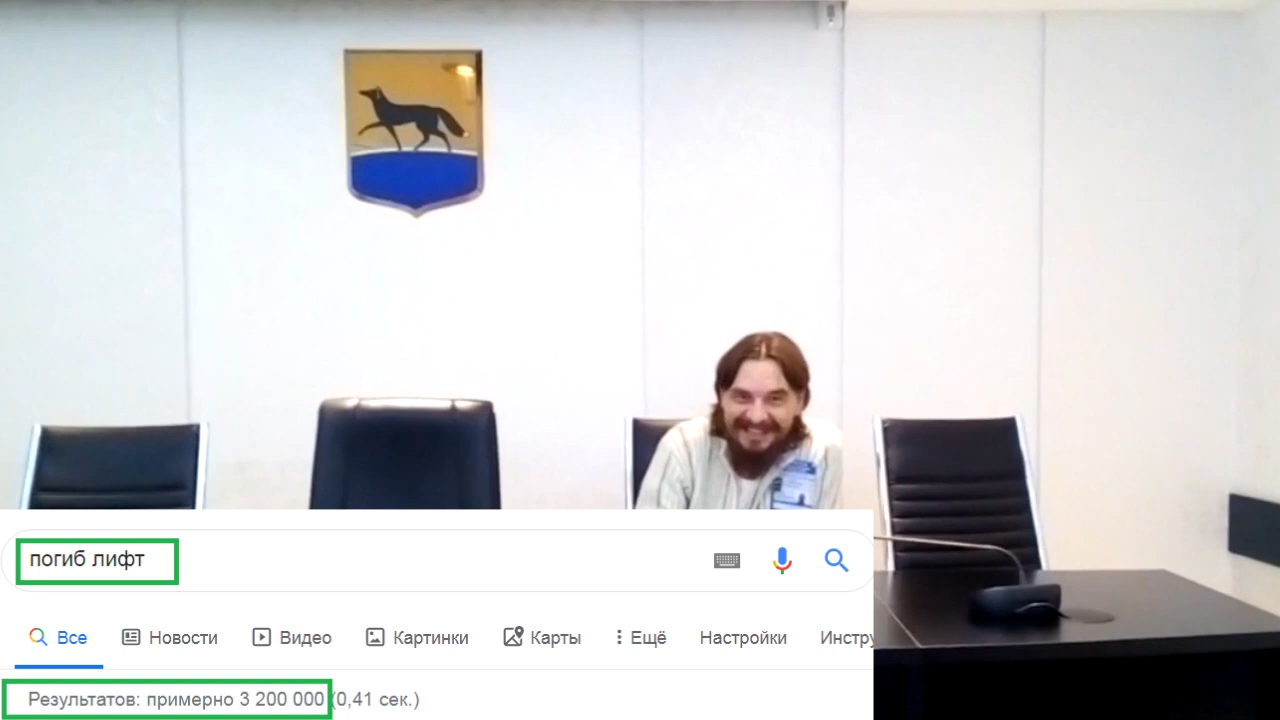 погиб лифт
Все Новости Видео Картинки Карты Ещё Настройки Инстру
Результатов: примерно 3 200 000 (0,41 сек.)